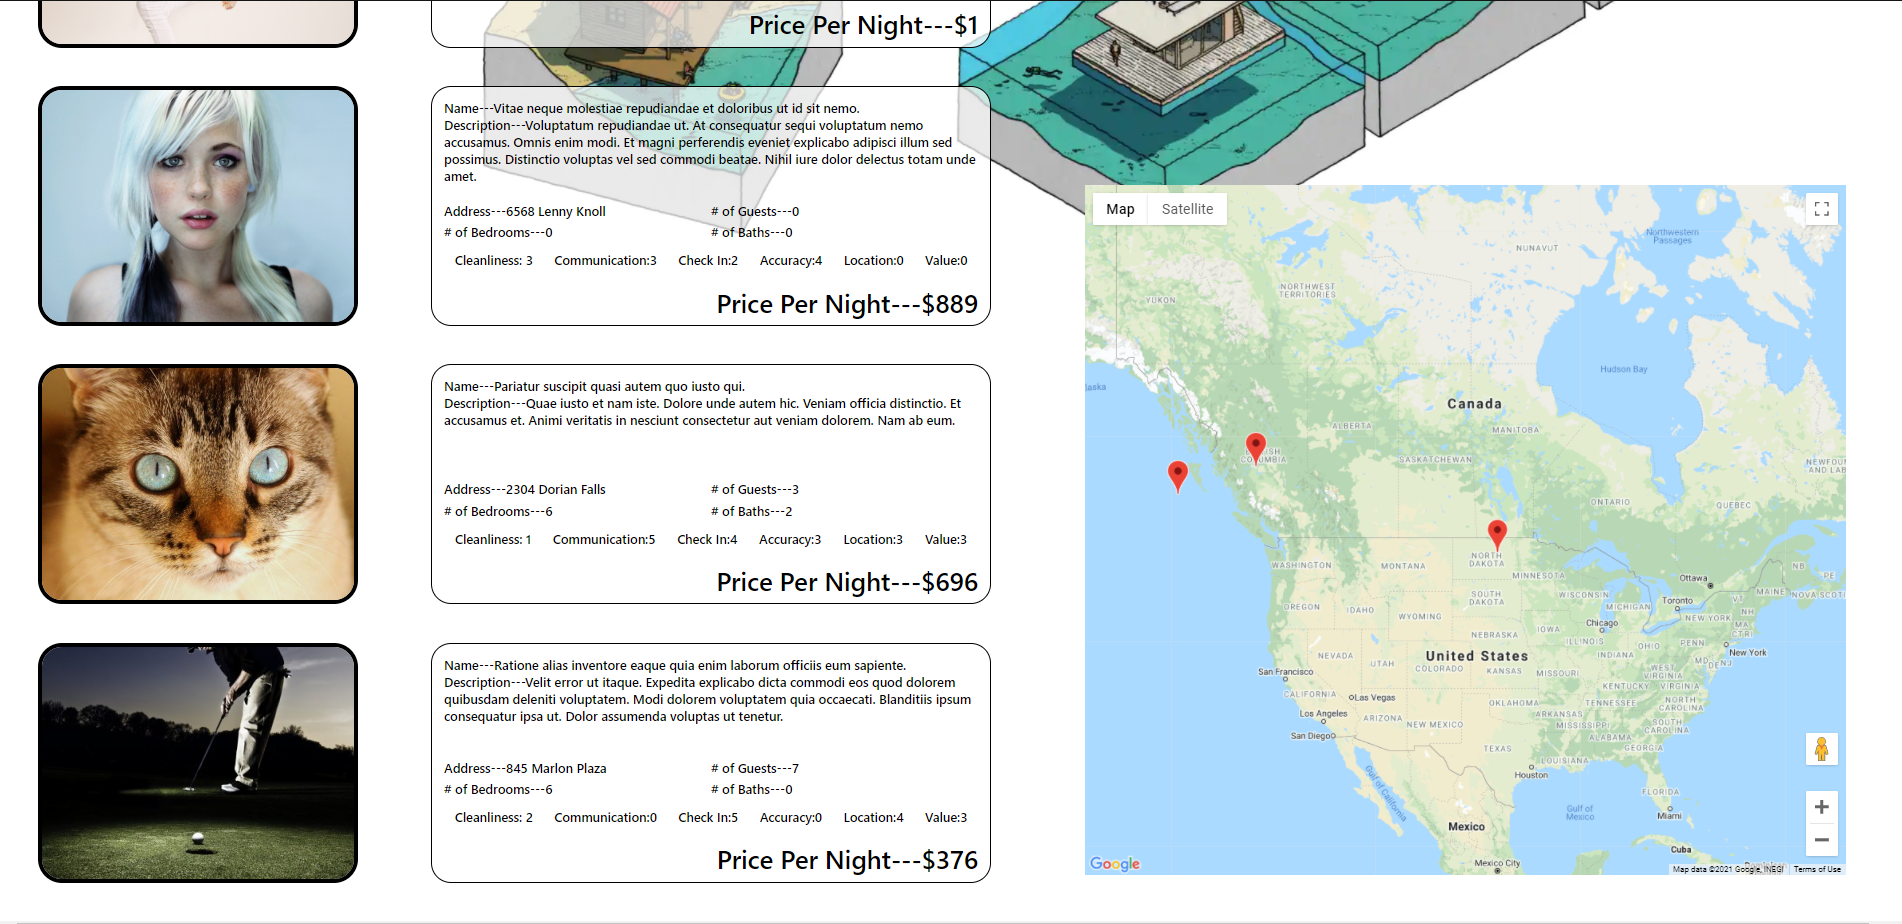 Price Per Night---$1
Name---Vitae neque molestiae repudiandae et doloribus ut id sit nemo.
Description---Voluptatum repudiandae ut. At consequatur sequi voluptatum nemo
accusamus. Omnis enim modi. Et magni perferendis eveniet explicabo adipisci illum sed
possimus. Distinctio voluptas vel sed commodi beatae. Nihil iure dolor delectus totam unde
amet.
Address---6568 Lenny Knoll # of Guests---0
# of Bedrooms---0 # of Baths---0
Cleanliness: 3 Communication:3 Check In:2 Accuracy:4 Location:0 Value:0
Price Per Night---$889
Name---Pariatur suscipit quasi autem quo iusto qui.
Description---Quae iusto et nam iste. Dolore unde autem hic. Veniam officia distinctio. Et
accusamus et. Animi veritatis in nesciunt consectetur aut veniam dolorem. Nam ab eum.
Address---2304 Dorian Falls # of Guests---3
# of Bedrooms---6 # of Baths---2
Cleanliness: 1 Communication:5 Check In:4 Accuracy:3 Location:3 Value:3
Price Per Night---$696
Name---Ratione alias inventore eaque quia enim laborum officiis eum sapiente.
Description---Velit error ut itaque. Expedita explicabo dicta commodi eos quod dolorem
quibusdam deleniti voluptatem. Modi dolorem voluptatem quia occaecati. Blanditiis ipsum
consequatur ipsa ut. Dolor assumenda voluptas ut tenetur.
Address---845 Marlon Plaza # of Guests---7
# of Bedrooms---6 # of Baths---0
Cleanliness: 2 Communication:0 Check In:5 Accuracy:0 Location:4 Value:3
Price Per Night---$376
Map Satellite
Northwestern
Passages
NUNAVUT
NORTHWEST
TERRITORIES
YUKON
Hudson Bay
aska
Canada
ALBERTA
MANITOBA
SASKATCHEWAN
COLUMBIA
NEWFOU
AND LAB
ONTARIO
QUEBEC
WASHINGTON
MONTANA
NORTH
DAKOTA
MINNESOTA
Ottawa
NB
PE
MAINE
NOVA SCOTI
OREGON
IDAHO
WYOMING
SOUTH
DAKOTA
WISCONSIN
MICHIGAN
Toronto
VT
NH
NEW YORK
MA
CT RI
Chicago
NEBRASKA
IOWA
ILLINOIS
OHIO
PENN
New York
NEVADA
UTAH
United States
COLORADO
KANSAS
MISSOURI
INDIANA
WEST
VIRGINIA
MD
DE
NJ
San Francisco
CALIFORNIA
Las Vegas
KENTUCKY
VIRGINIA
Los Angeles
ARIZONA
NEW MEXICO
OKLAHOMA
ARKANSAS
TENNESSEE
NORTH
CAROLINA
San Diego
MISSISSIPPI
ALABAMA
SOUTH
CAROLINA
TEXAS
LOUISIANA
GEORGIA
Houston
Gulf of California
FLORIDA
Gulf of
Mexico
Miami
Mexico
Cuba
Mexico City
Google
Map data ©2021 Google, INEGI Terms of Use